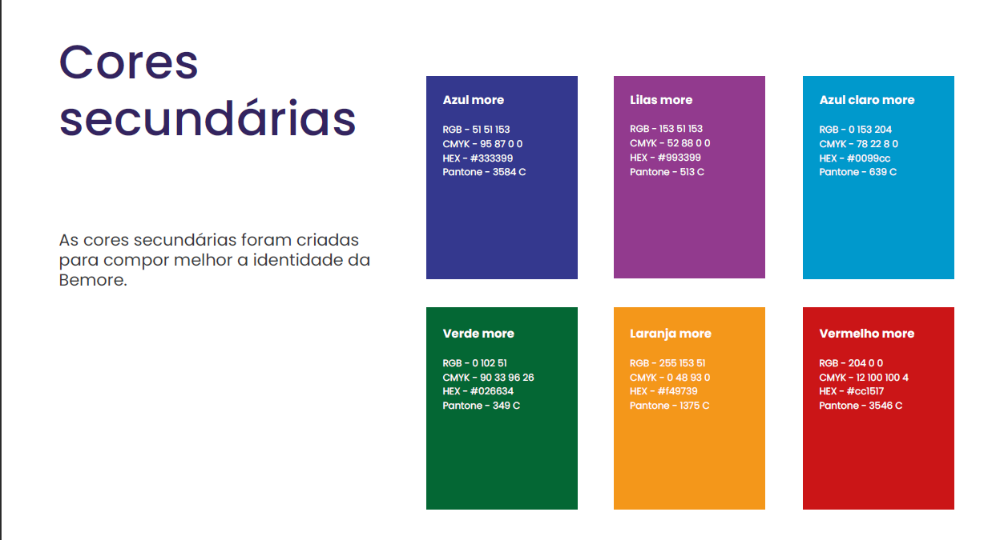 Cores
secundárias
As cores secundárias foram criadas
para compor melhor a identidade da
Bemore.
Azul more
RGB - 51 51 153
CMYK - 95 87 0 0
HEX - #333399
Pantone - 3584 C
Lilas more
RGB - 153 51 153
CMYK - 52 88 0 0
HEX - #993399
Pantone - 513 C
Azul claro more
RGB - 0 153 204
CMYK - 78 22 8 0
HEX - #0099cc
Pantone - 639 C
Verde more
RGB - 0 102 51
CMYK - 90 33 96 26
HEX - #026634
Pantone - 349 C
Laranja more
RGB - 255 153 51
CMYK - 0 48 93 0
HEX - #f49739
Pantone - 1375 C
Vermelho more
RGB - 204 0 0
CMYK - 12 100 100 4
HEX - #cc1517
Pantone - 3546 C